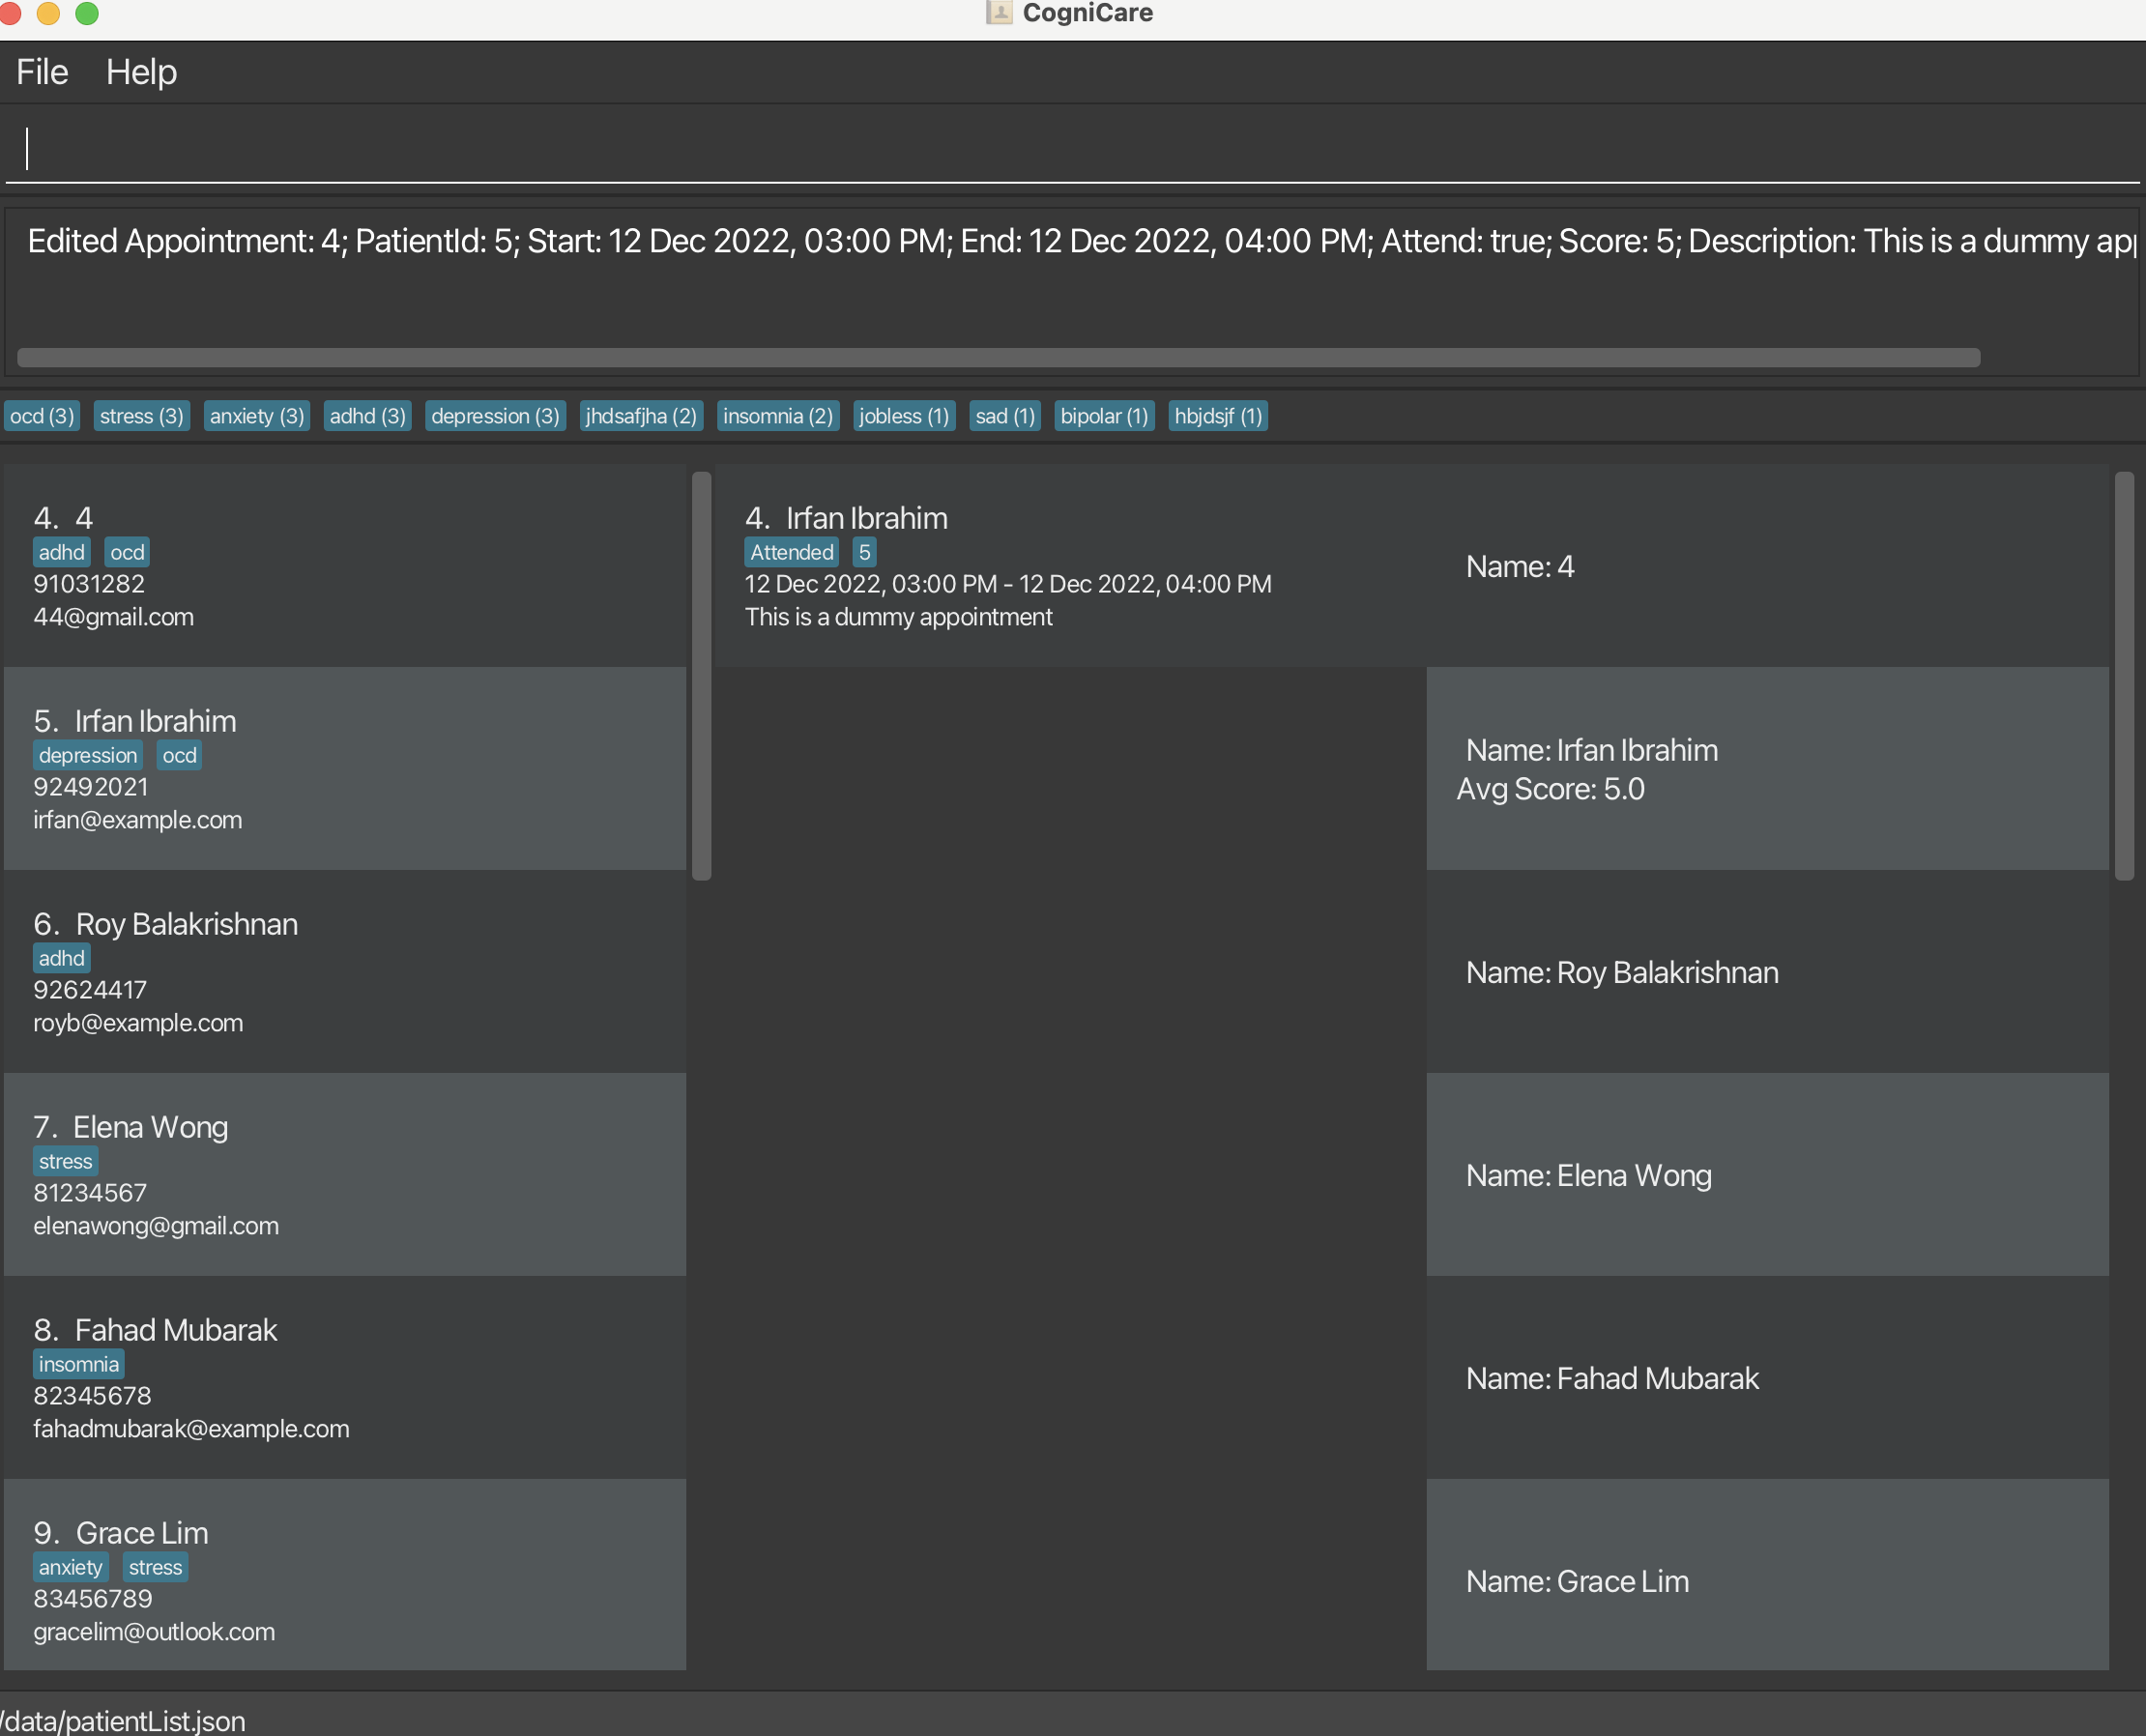 CogniCare
File Help
Edited Appointment: 4; PatientId: 5; Start: 12 Dec 2022, 03:00 PM; End: 12 Dec 2022, 04:00 PM; Attend: true; Score: 5; Description: This is a dummy
ocd (3) stress (3) anxiety (3) adhd (3) depression (3) jhdsafjha (2) insomnia (2) jobless (1) sad (1) bipolar (1) hbjdsjf (1)
4. 4
adhd ocd
91031282
44@gmail.com
5. Irfan Ibrahim
depression ocd
92492021
irfan@example.com
6. Roy Balakrishnan
adhd
92624417
royb@example.com
7. Elena Wong
stress
81234567
elenawong@gmail.com
8. Fahad Mubarak
insomnia
82345678
fahadmubarak@example.com
9. Grace Lim
anxiety stress
83456789
gracelim@outlook.com
4. Irfan Ibrahim
Attended 5
12 Dec 2022, 03:00 PM - 12 Dec 2022, 04:00 PM
This is a dummy appointment
Name: 4
Name: Irfan Ibrahim
Avg Score: 5.0
Name: Roy Balakrishnan
Name: Elena Wong
Name: Fahad Mubarak
Name: Grace Lim
/data/patientList.json